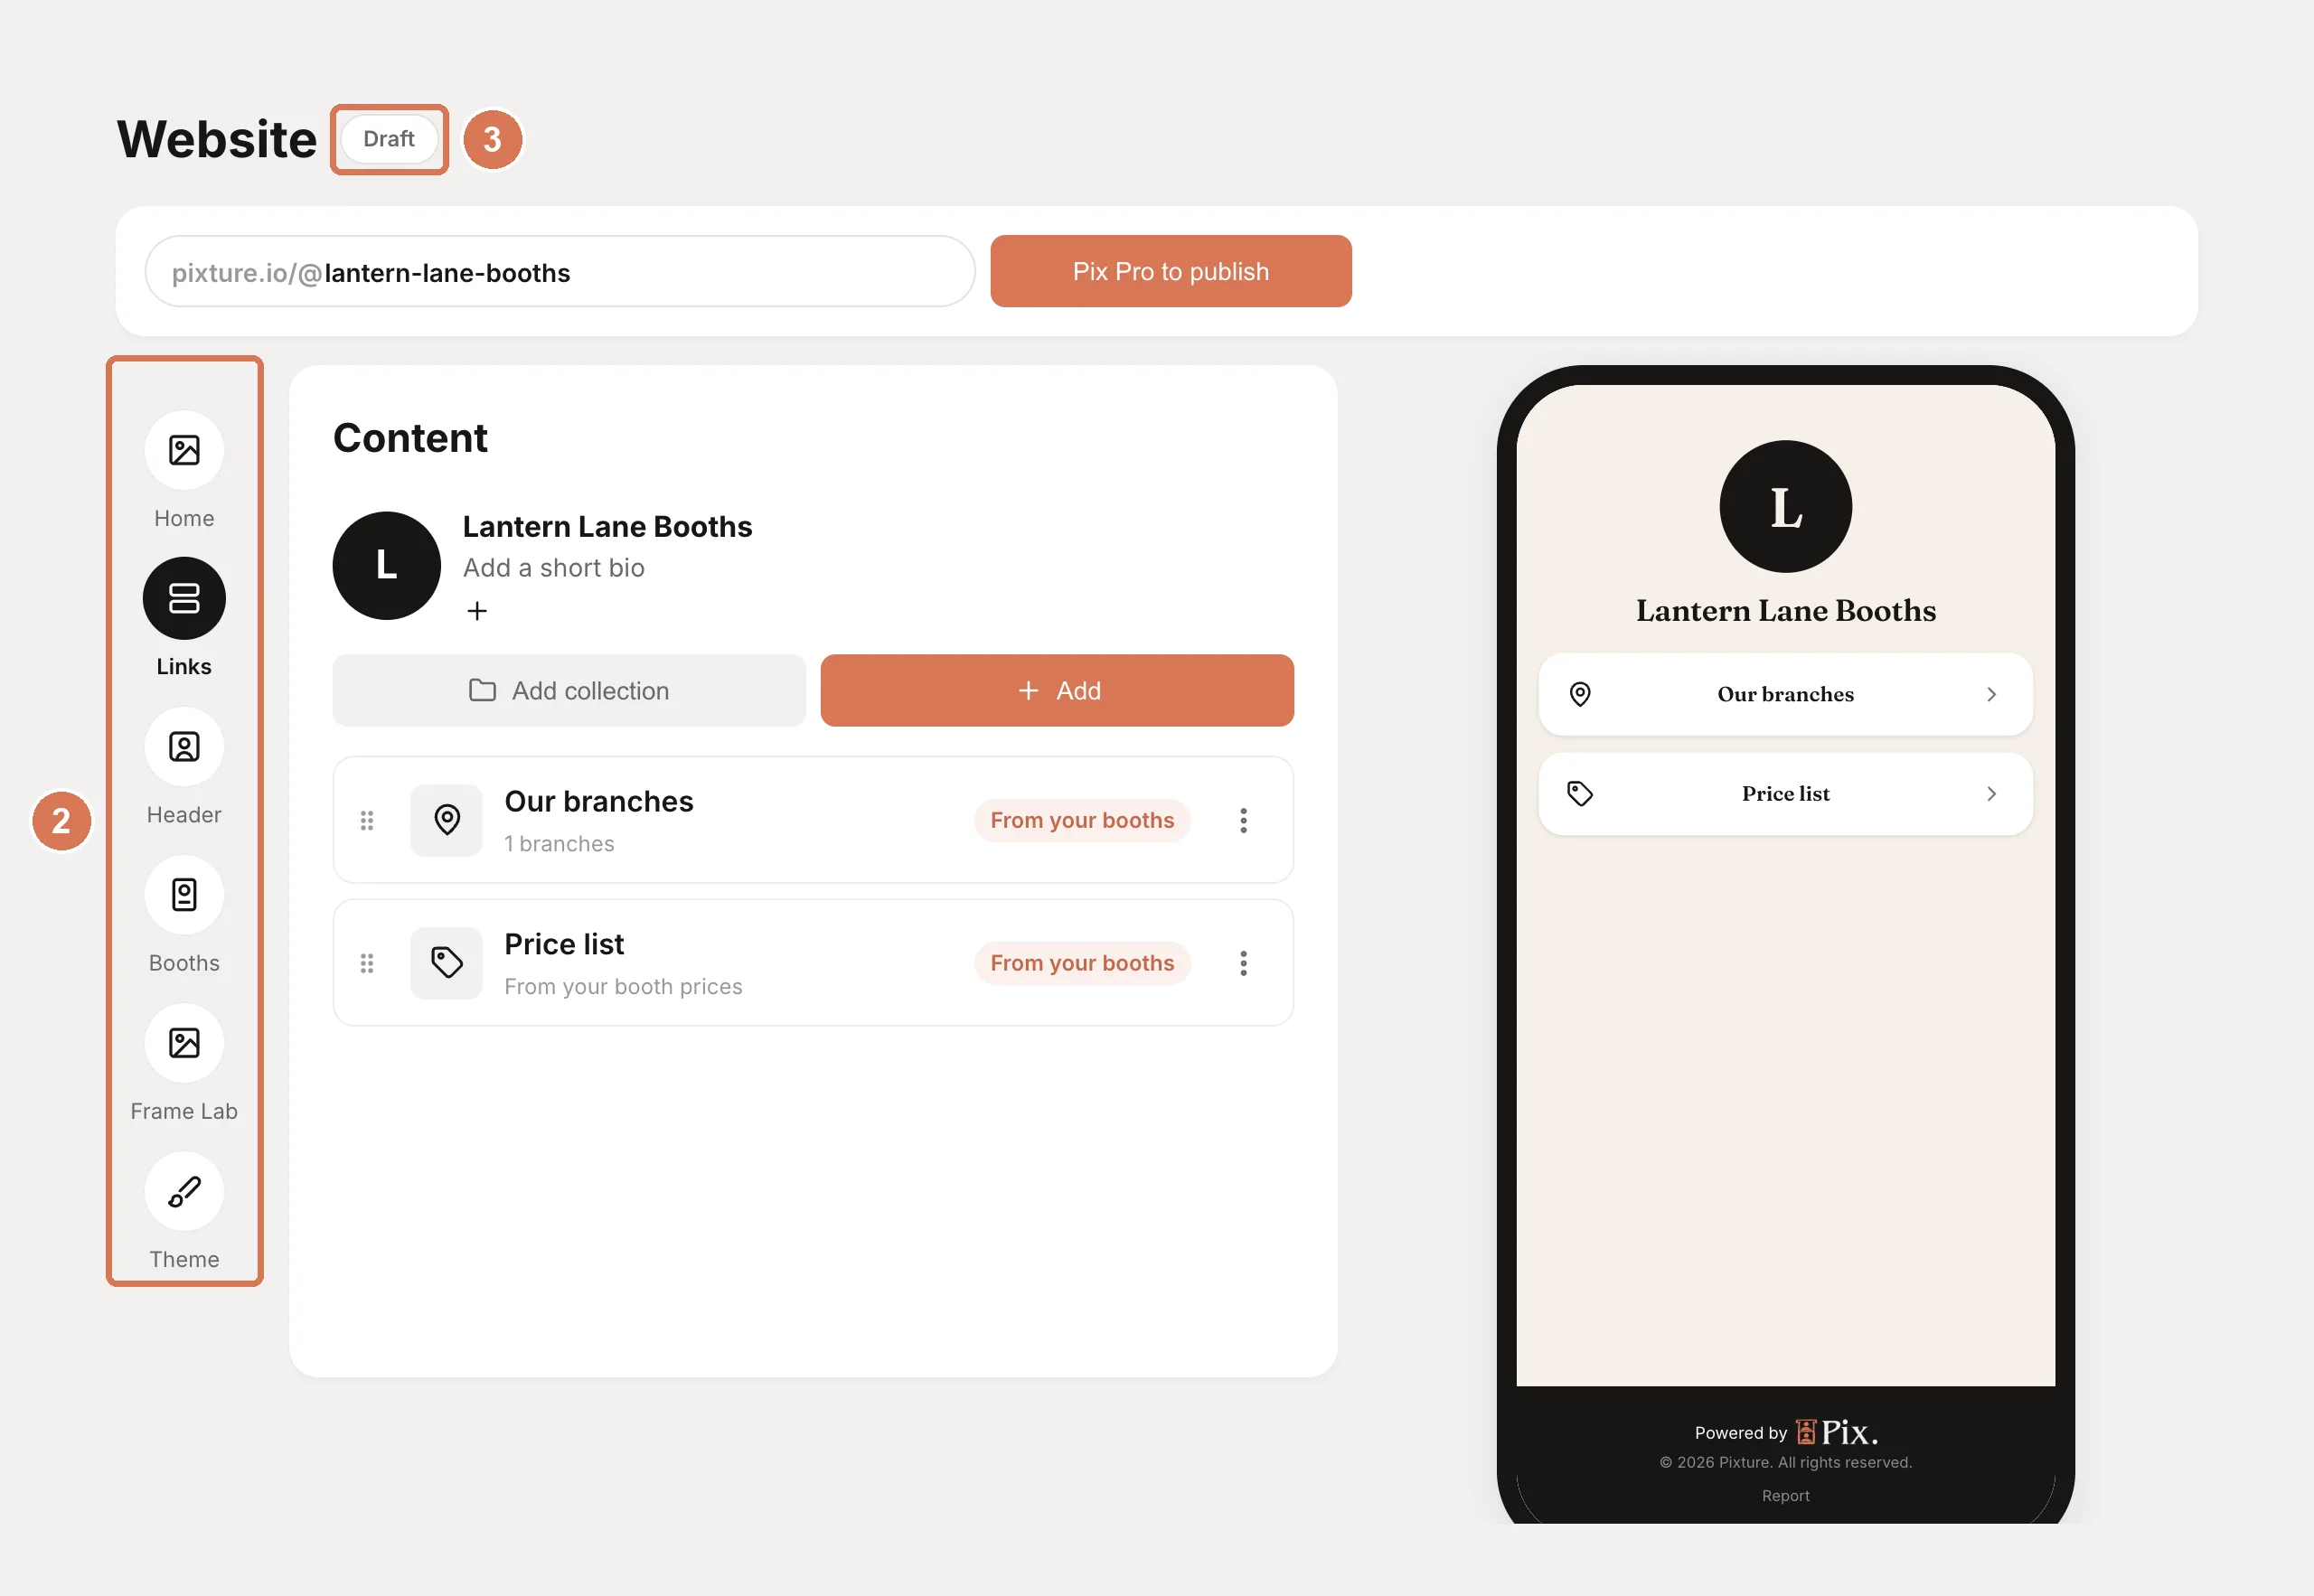 Website
Draft
3
pixture.io/@lantern-lane-booths
Pix Pro to publish
Home
Links
Header
2
Booths
Frame Lab
Theme
Content
L
Lantern Lane Booths
Add a short bio
Add collection
Add
Our branches
1 branches
From your booths
Price list
From your booth prices
From your booths
L
Lantern Lane Booths
Our branches
Price list
Powered by Pix.
© 2026 Pixture. All rights reserved.
Report